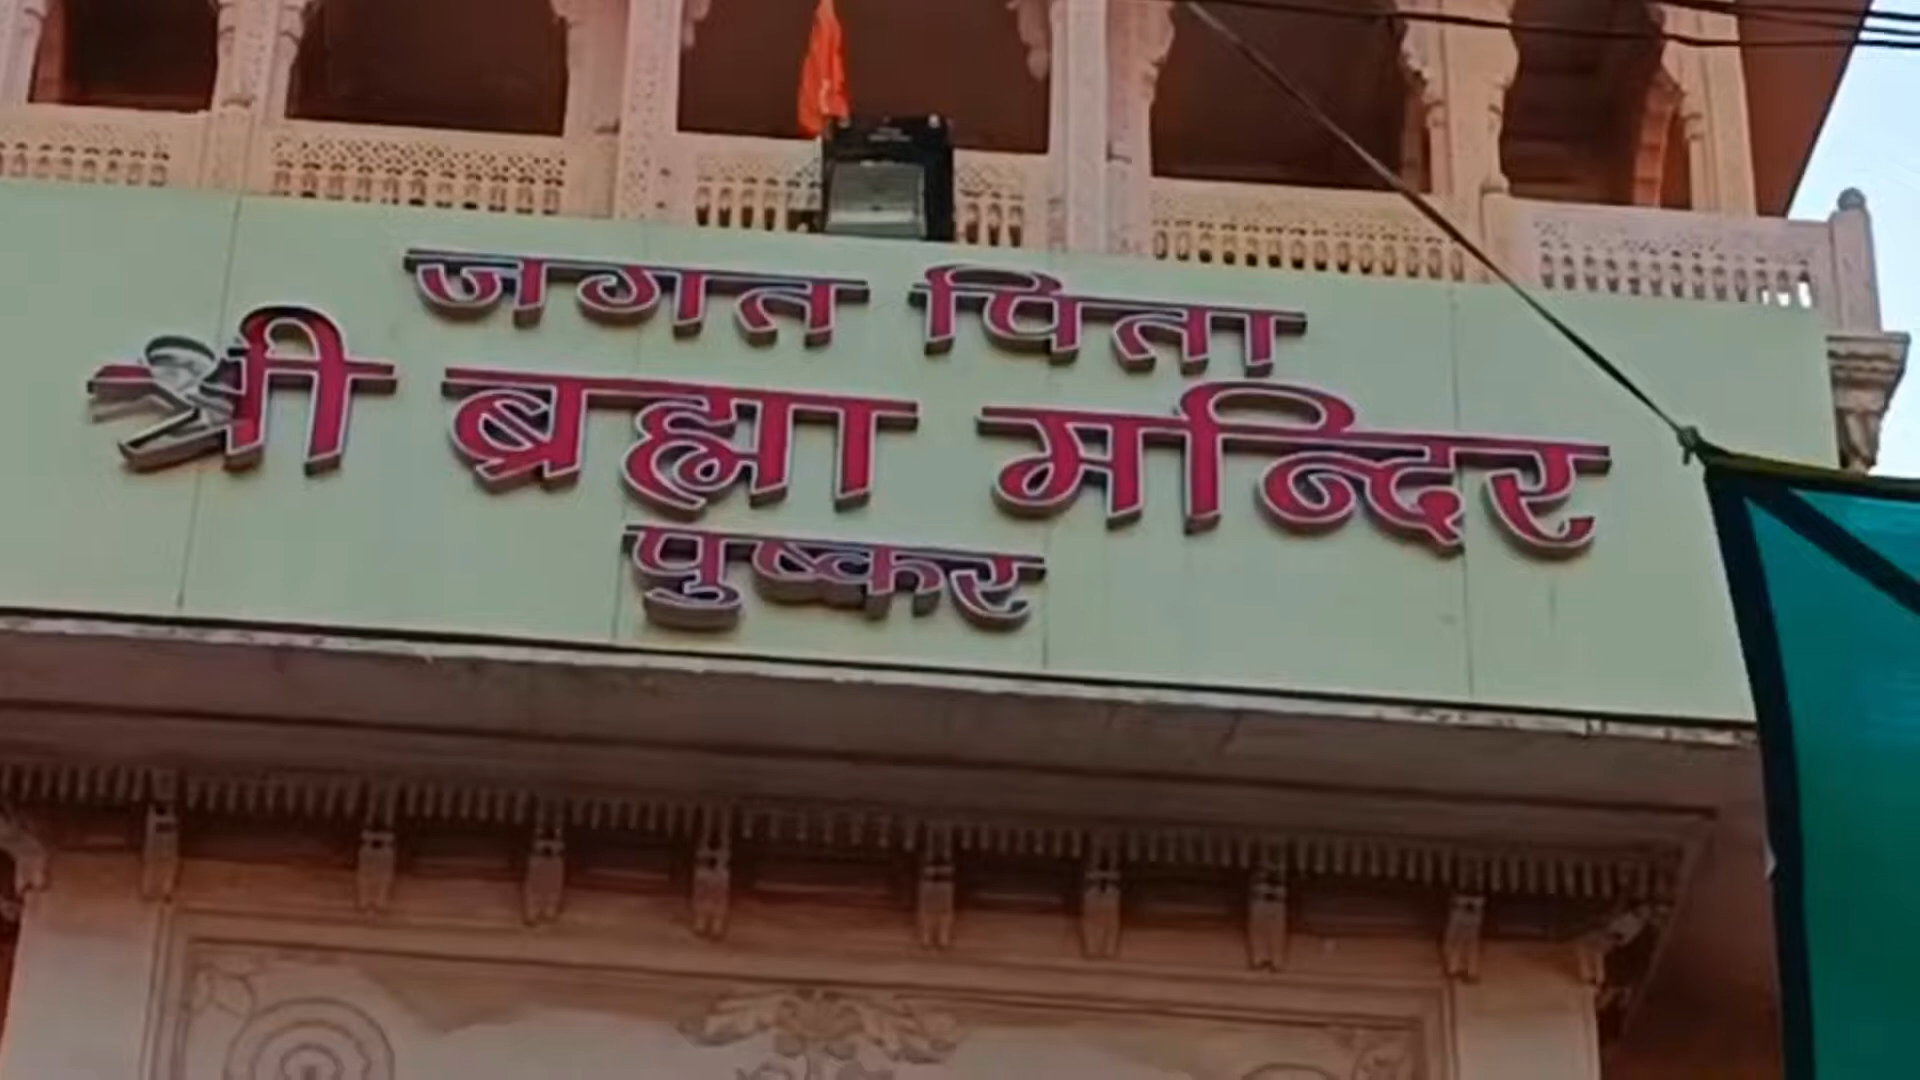 जगत पिता
श्री ब्रह्मा मन्दिर
पुष्कर